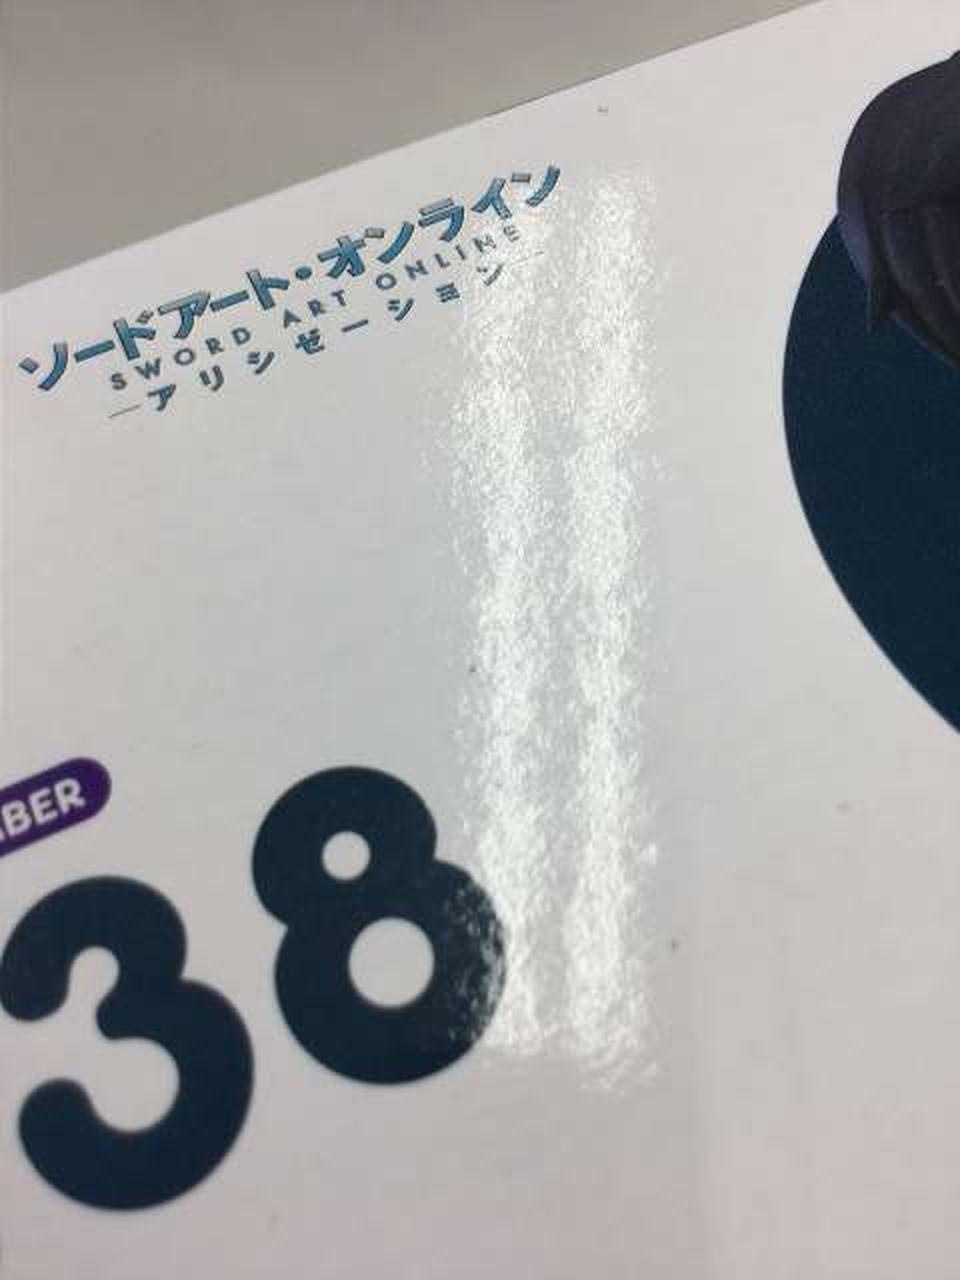 ソードアート・オンライン
SWORD ART ONLINE
―アリシゼーション―
BER
38